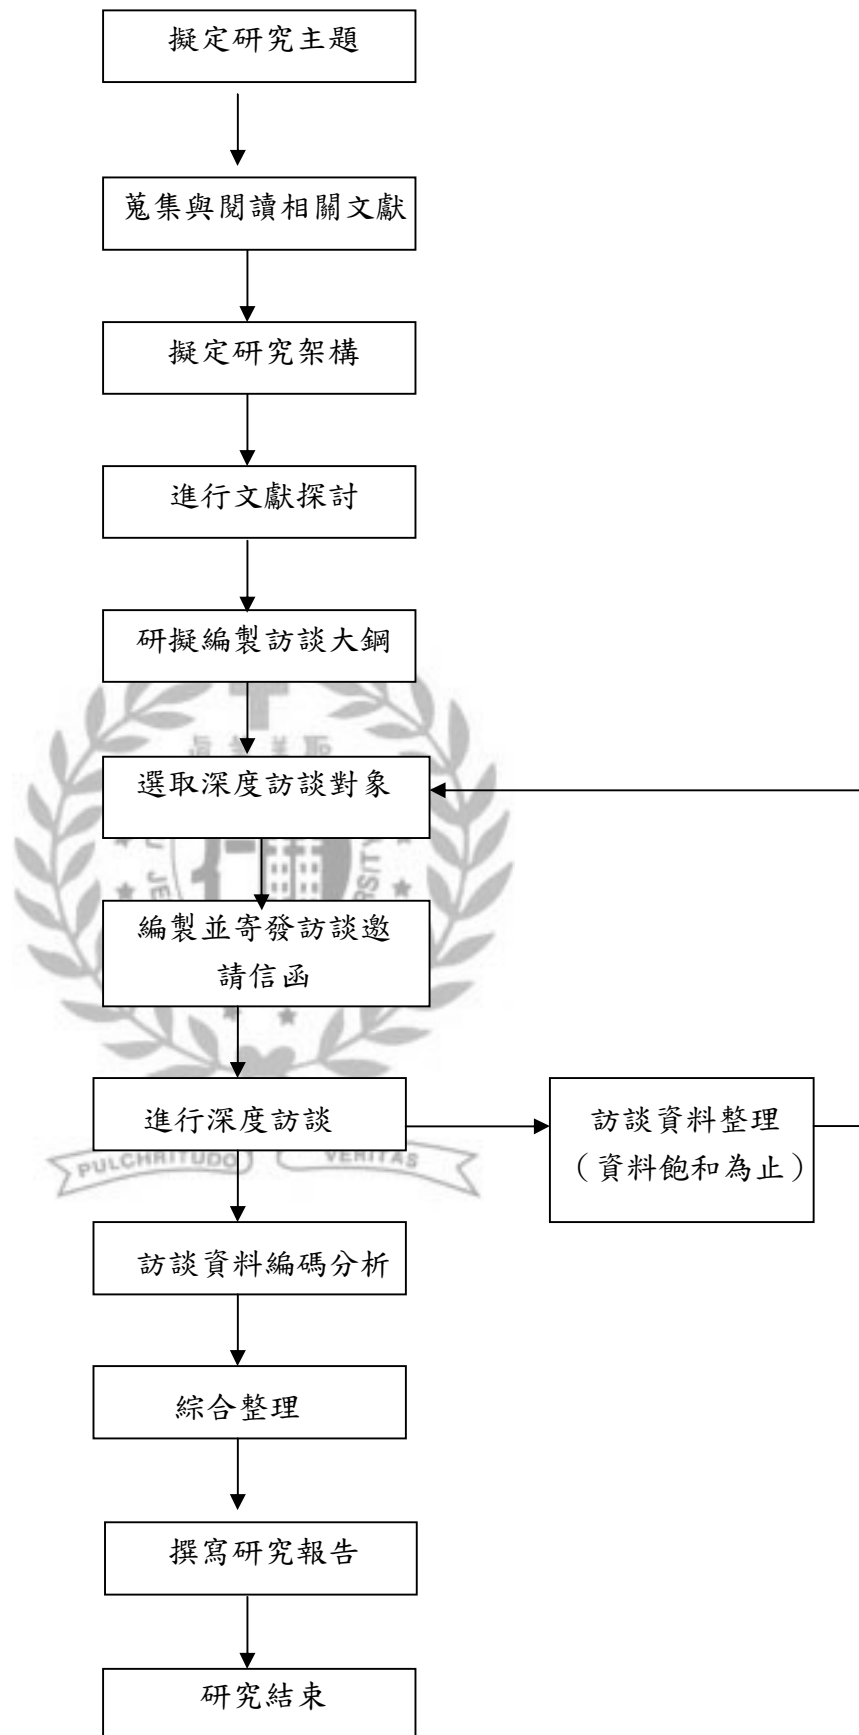 擬定研究主題
蒐集與閱讀相關文獻
擬定研究架構
進行文獻探討
研擬編製訪談大鋼
選取深度訪談對象
編製並寄發訪談邀
請信函
進行深度訪談
訪談資料整理
（資料飽和為止）
PULCHRITUDO
VERITAS
訪談資料編碼分析
綜合整理
撰寫研究報告
研究結束